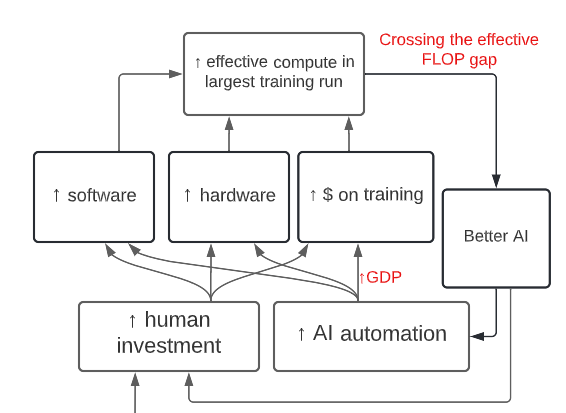 Crossing the effective
FLOP gap
↑ effective compute in
largest training run
↑ software
↑ hardware
↑ $ on training
Better AI
↑GDP
↑ human
investment
↑ AI automation